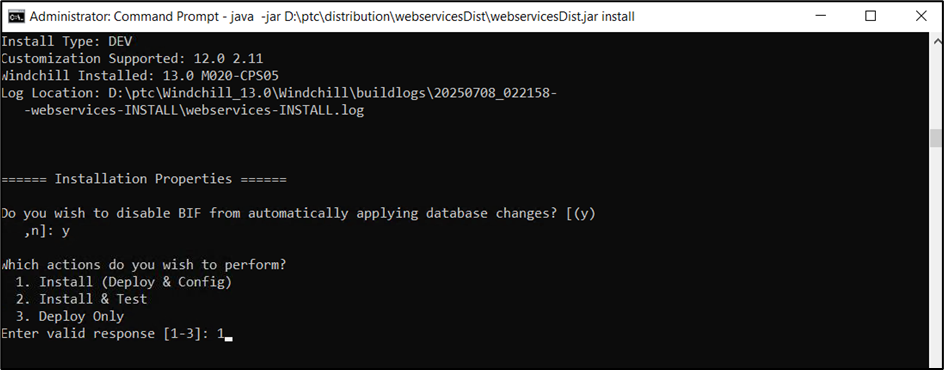 Administrator: Command Prompt - java  -jar D:\ptc\distribution\webservicesDist\webservicesDist.jar install
Install Type: DEV
Customization Supported: 12.0 2.11
Windchill Installed: 13.0 M020-CPS05
Log Location: D:\ptc\Windchill_13.0\Windchill\buildlogs\20250708_022158-
-webservices-INSTALL\webservices-INSTALL.log
====== Installation Properties ======
Do you wish to disable BIF from automatically applying database changes? [(y)
,n]: y
Which actions do you wish to perform?
1. Install (Deploy & Config)
2. Install & Test
3. Deploy Only
Enter valid response [1-3]: 1